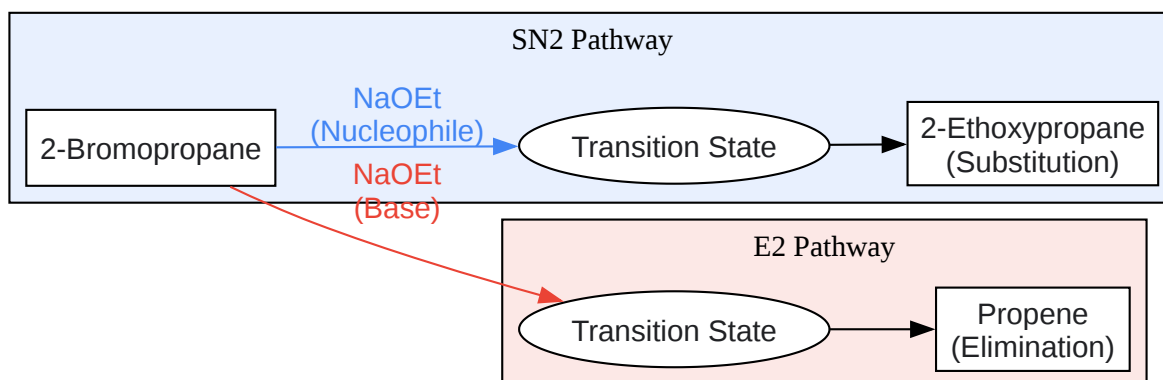 SN2 Pathway
2-Bromopropane
NaOEt
(Nucleophile)
Transition State
2-Ethoxypropane
(Substitution)
NaOEt
(Base)
E2 Pathway
Transition State
Propene
(Elimination)